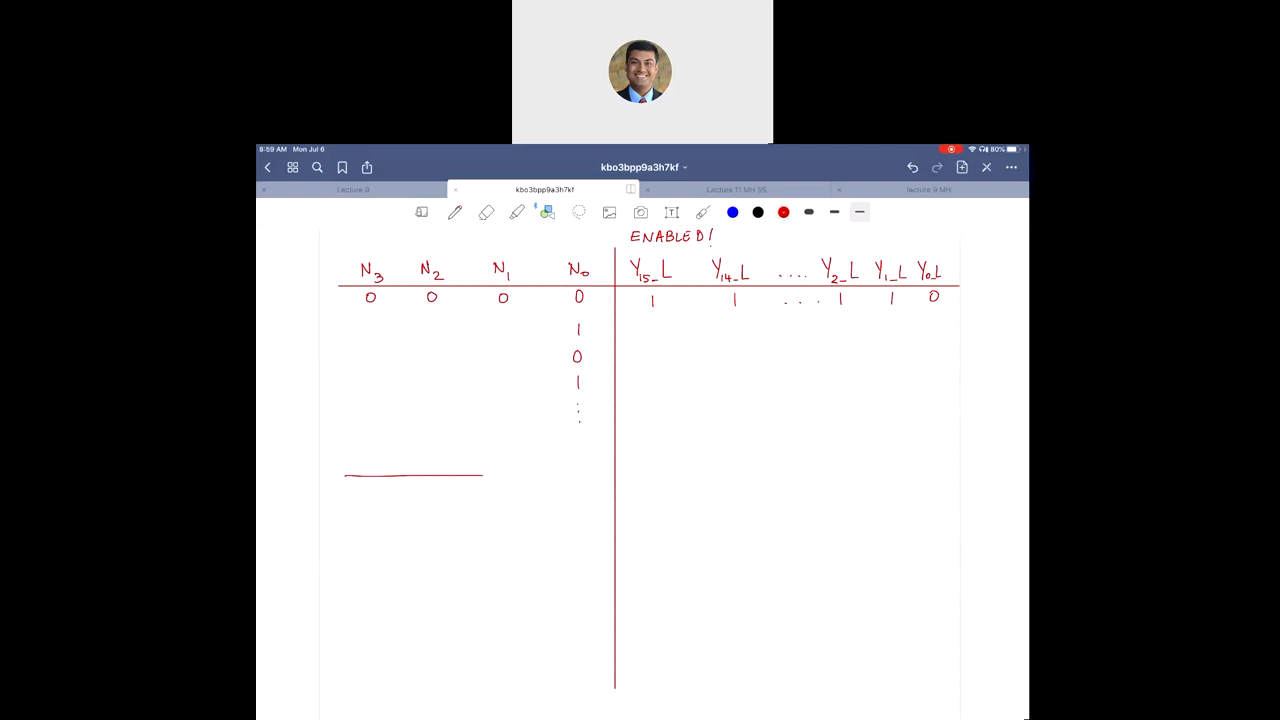 8:59 AM Mon Jul 6
80%
kbo3bpp9a3h7kf
Lecture 9
kbo3bpp9a3h7kf
Lecture 11 MH 56
lecture 9 MH
ENABLED!
N3 N2 N1 N0 Y15_L Y14_L .... Y2_L Y1_L Y0_L
0 0 0 0 1 1 .... 1 1 0
1
0
1
⋮